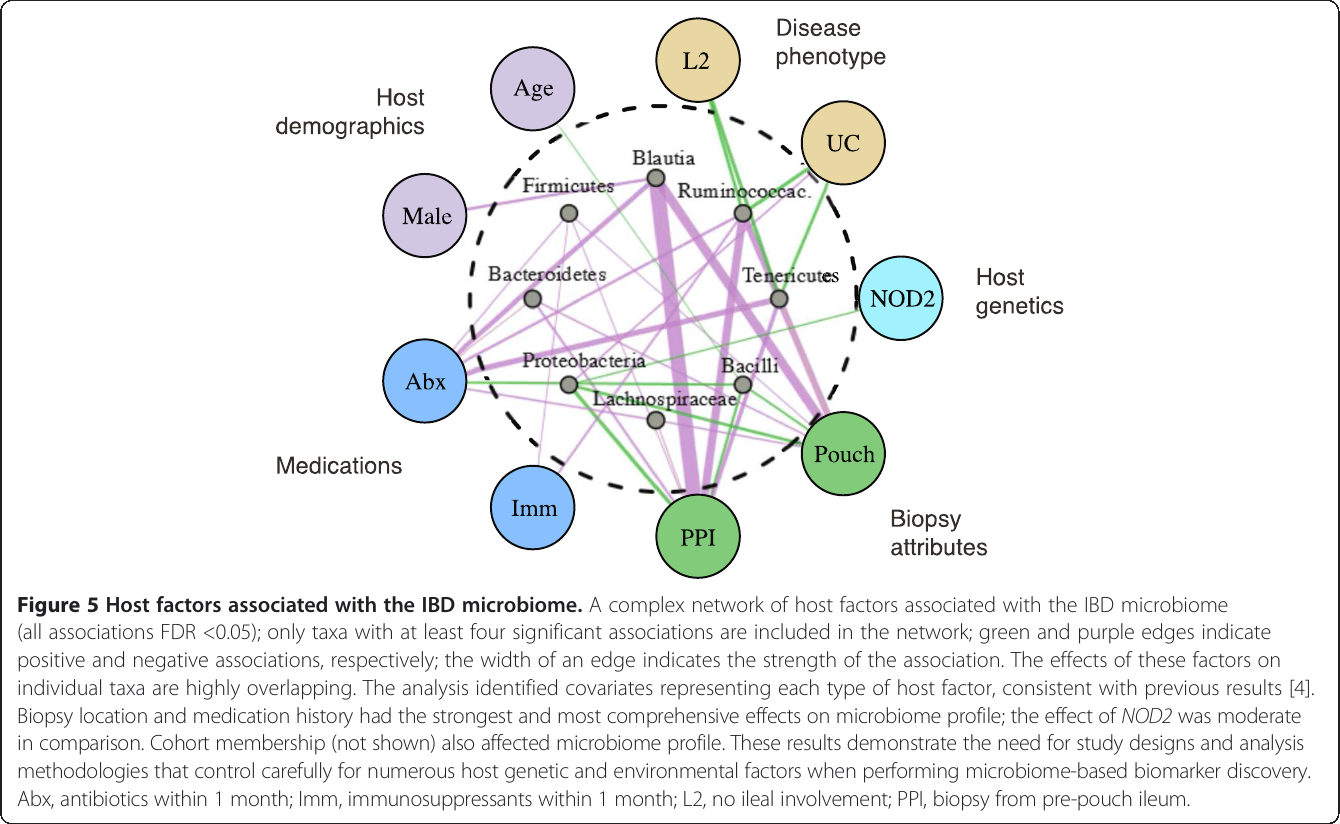 Disease
phenotype
L2
Age
Host
demographics
UC
Blautia
Firmicutes
Ruminococcac.
Male
Bacteroidetes
Tenericutes
NOD2
Host
genetics
Proteobacteria
Bacilli
Abx
Lachnospiraceae
Pouch
Medications
Imm
PPI
Biopsy
attributes
Figure 5 Host factors associated with the IBD microbiome. A complex network of host factors associated with the IBD microbiome
(all associations FDR <0.05); only taxa with at least four significant associations are included in the network; green and purple edges indicate
positive and negative associations, respectively; the width of an edge indicates the strength of the association. The effects of these factors on
individual taxa are highly overlapping. The analysis identified covariates representing each type of host factor, consistent with previous results [4].
Biopsy location and medication history had the strongest and most comprehensive effects on microbiome profile; the effect of NOD2 was moderate
in comparison. Cohort membership (not shown) also affected microbiome profile. These results demonstrate the need for study designs and analysis
methodologies that control carefully for numerous host genetic and environmental factors when performing microbiome-based biomarker discovery.
Abx, antibiotics within 1 month; Imm, immunosuppressants within 1 month; L2, no ileal involvement; PPI, biopsy from pre-pouch ileum.